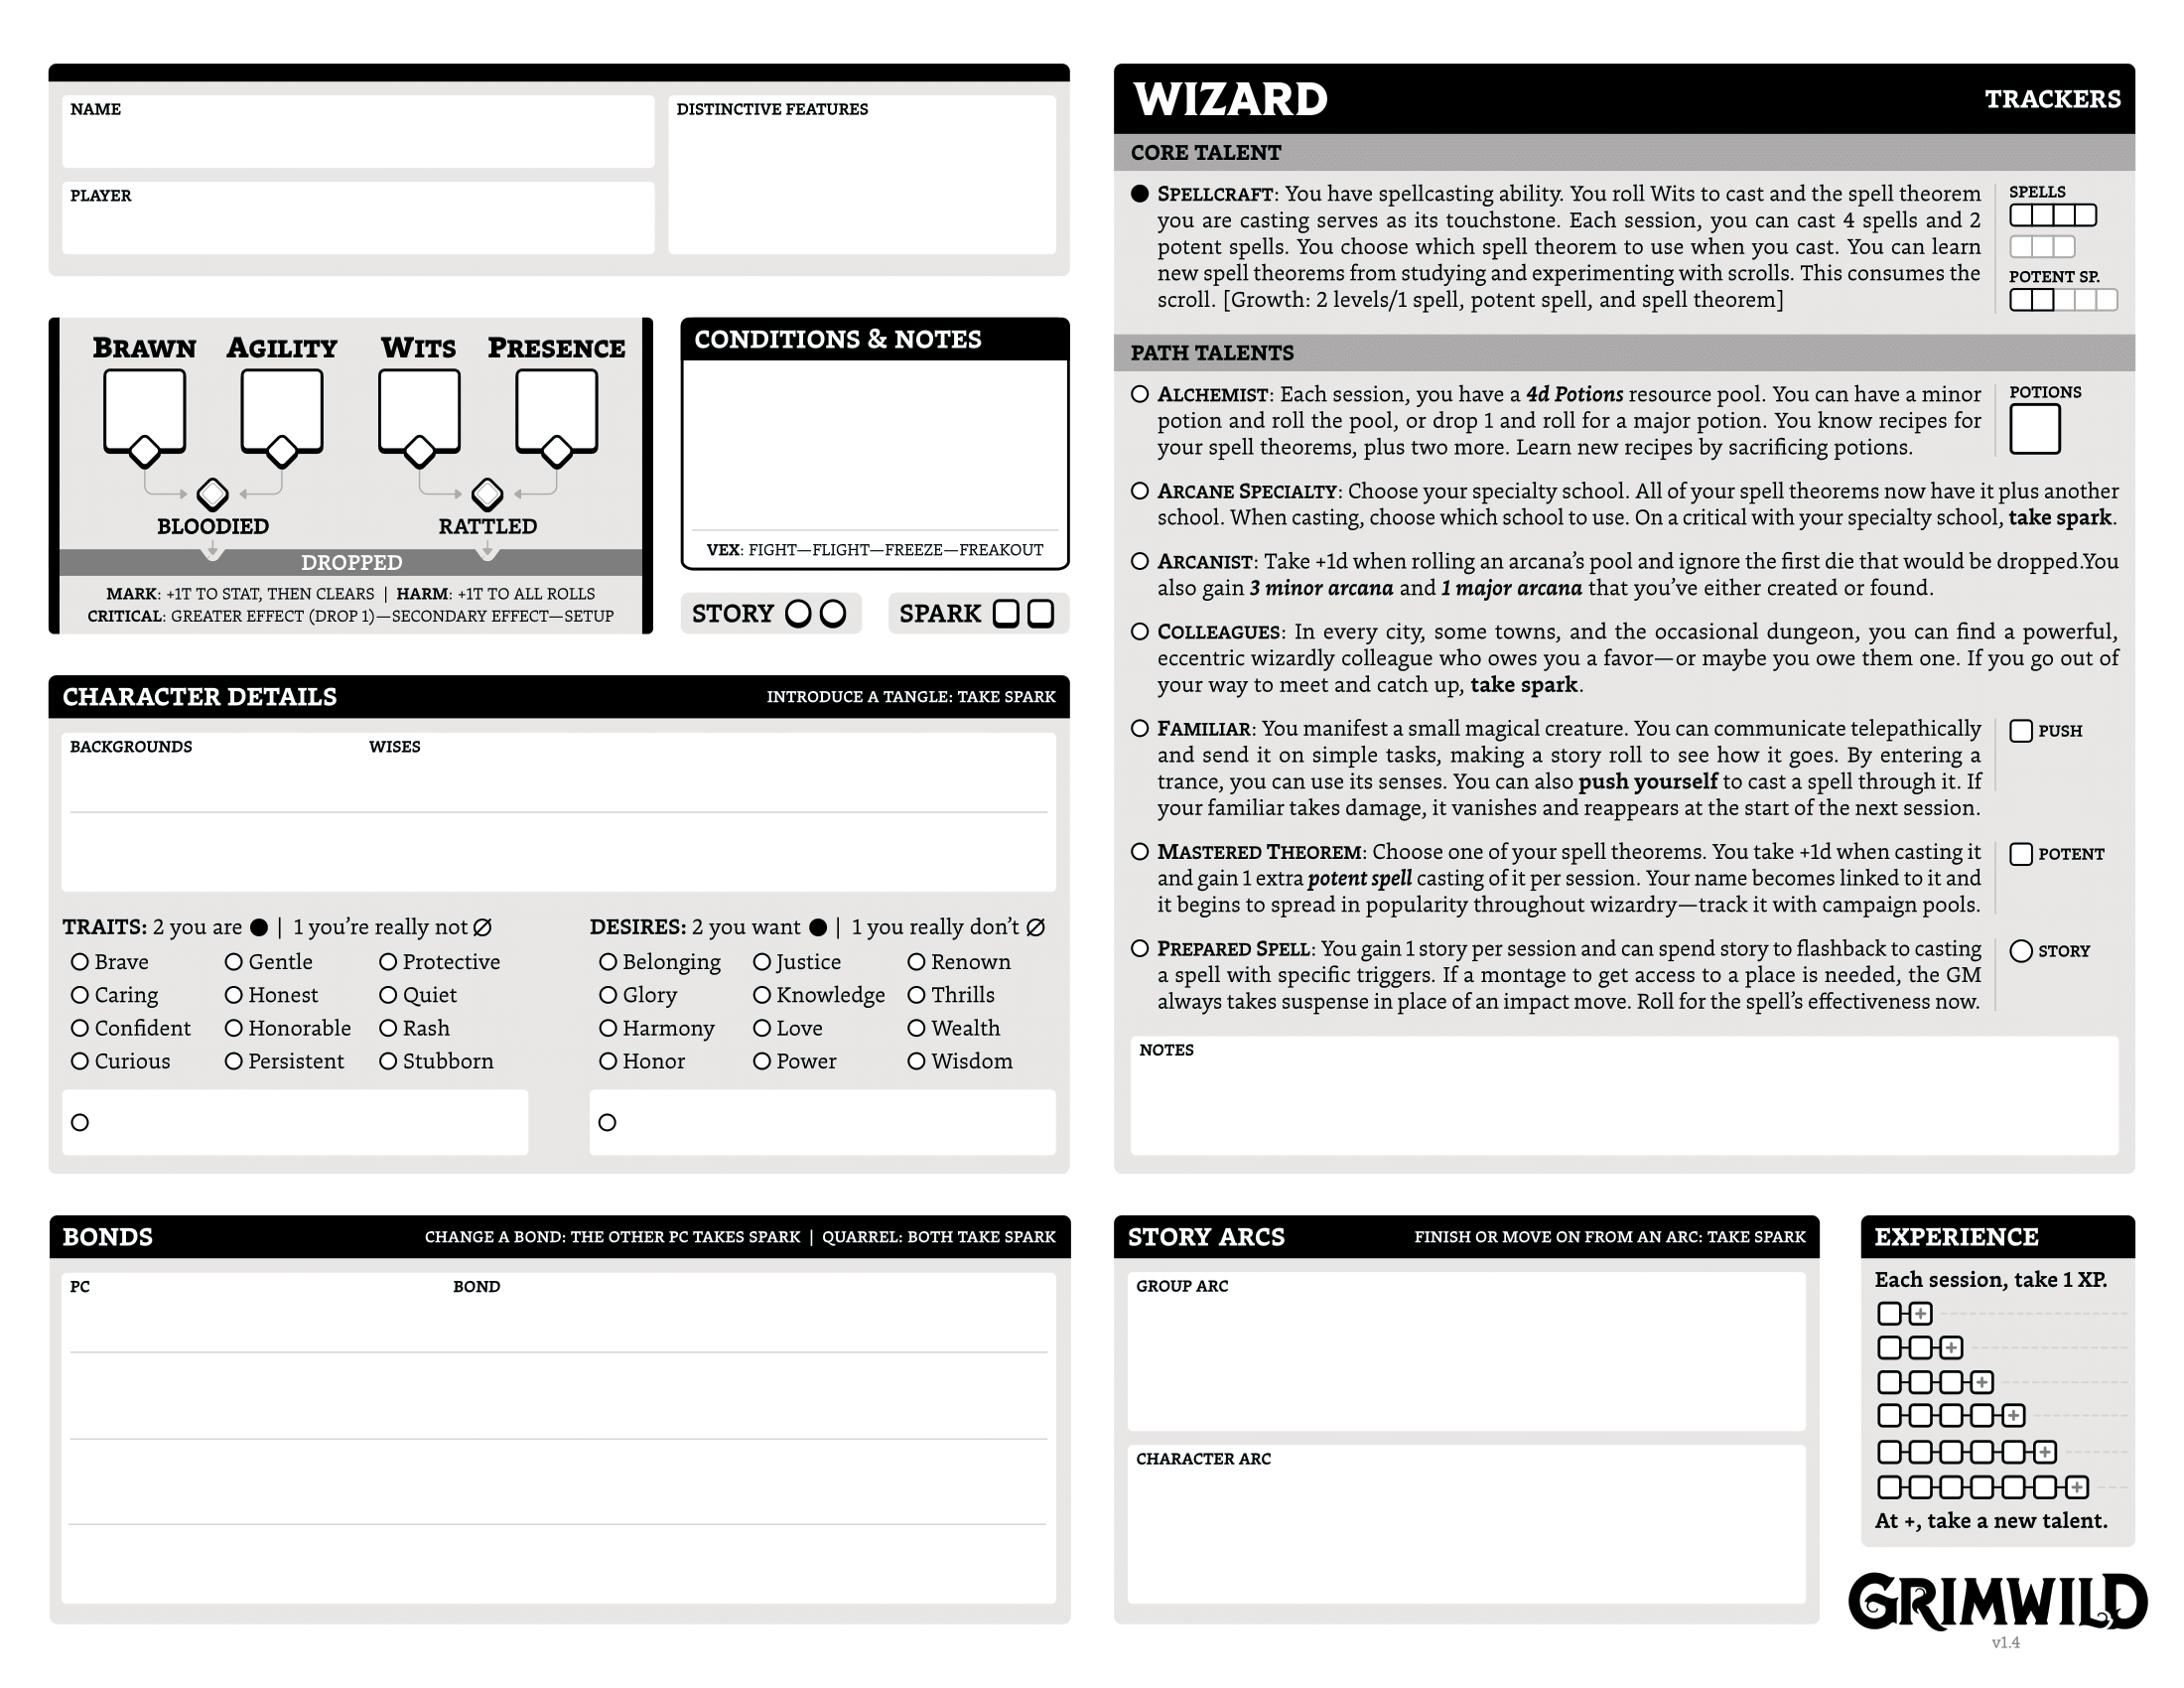 NAME
DISTINCTIVE FEATURES
PLAYER
BRAWN AGILITY WITS PRESENCE
BLOODIED RATTLED
DROPPED
MARK: +1T TO STAT, THEN CLEARS | HARM: +1T TO ALL ROLLS
CRITICAL: GREATER EFFECT (DROP 1)—SECONDARY EFFECT—SETUP
CONDITIONS & NOTES
VEX: FIGHT—FLIGHT—FREEZE—FREAKOUT
STORY SPARK
CHARACTER DETAILS INTRODUCE A TANGLE: TAKE SPARK
BACKGROUNDS WISES
TRAITS: 2 you are ● | 1 you're really not Ø
Brave Gentle Protective
Caring Honest Quiet
Confident Honorable Rash
Curious Persistent Stubborn
DESIRES: 2 you want ● | 1 you really don't Ø
Belonging Justice Renown
Glory Knowledge Thrills
Harmony Love Wealth
Honor Power Wisdom
BONDS CHANGE A BOND: THE OTHER PC TAKES SPARK | QUARREL: BOTH TAKE SPARK
PC BOND
WIZARD TRACKERS
CORE TALENT
SPELLCRAFT: You have spellcasting ability. You roll Wits to cast and the spell theorem
you are casting serves as its touchstone. Each session, you can cast 4 spells and 2
potent spells. You choose which spell theorem to use when you cast. You can learn
new spell theorems from studying and experimenting with scrolls. This consumes the
scroll. [Growth: 2 levels/1 spell, potent spell, and spell theorem]
SPELLS
POTENT SP.
PATH TALENTS
ALCHEMIST: Each session, you have a 4d Potions resource pool. You can have a minor
potion and roll the pool, or drop 1 and roll for a major potion. You know recipes for
your spell theorems, plus two more. Learn new recipes by sacrificing potions.
POTIONS
ARCANE SPECIALTY: Choose your specialty school. All of your spell theorems now have it plus another
school. When casting, choose which school to use. On a critical with your specialty school, take spark.
ARCANIST: Take +1d when rolling an arcana's pool and ignore the first die that would be dropped.You
also gain 3 minor arcana and 1 major arcana that you've either created or found.
COLLEAGUES: In every city, some towns, and the occasional dungeon, you can find a powerful,
eccentric wizardly colleague who owes you a favor—or maybe you owe them one. If you go out of
your way to meet and catch up, take spark.
FAMILIAR: You manifest a small magical creature. You can communicate telepathically
and send it on simple tasks, making a story roll to see how it goes. By entering a
trance, you can use its senses. You can also push yourself to cast a spell through it. If
your familiar takes damage, it vanishes and reappears at the start of the next session.
PUSH
MASTERED THEOREM: Choose one of your spell theorems. You take +1d when casting it
and gain 1 extra potent spell casting of it per session. Your name becomes linked to it and
it begins to spread in popularity throughout wizardry—track it with campaign pools.
POTENT
PREPARED SPELL: You gain 1 story per session and can spend story to flashback to casting
a spell with specific triggers. If a montage to get access to a place is needed, the GM
always takes suspense in place of an impact move. Roll for the spell's effectiveness now.
STORY
NOTES
STORY ARCS FINISH OR MOVE ON FROM AN ARC: TAKE SPARK
GROUP ARC
CHARACTER ARC
EXPERIENCE
Each session, take 1 XP.
+
+
+
+
+
+
At +, take a new talent.
GRIMWILD
v1.4